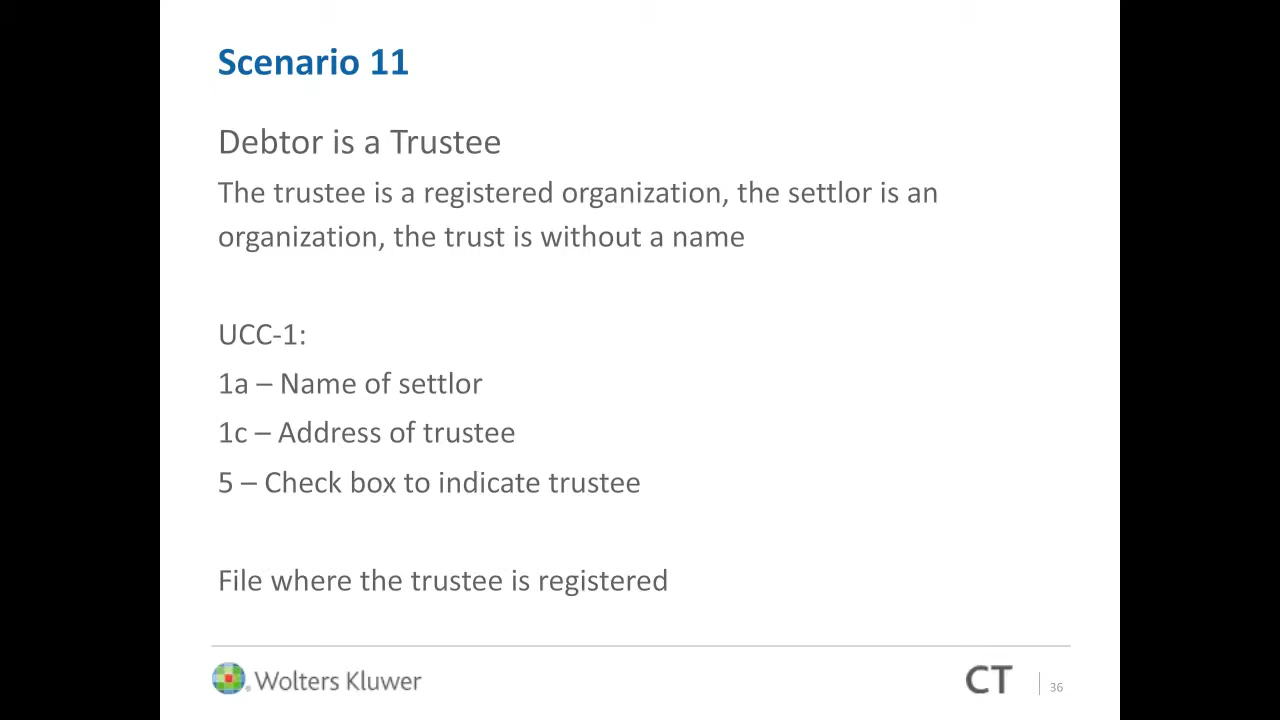 Scenario 11
Debtor is a Trustee
The trustee is a registered organization, the settlor is an
organization, the trust is without a name
UCC-1:
1a – Name of settlor
1c – Address of trustee
5 – Check box to indicate trustee
File where the trustee is registered
Wolters Kluwer
CT
36